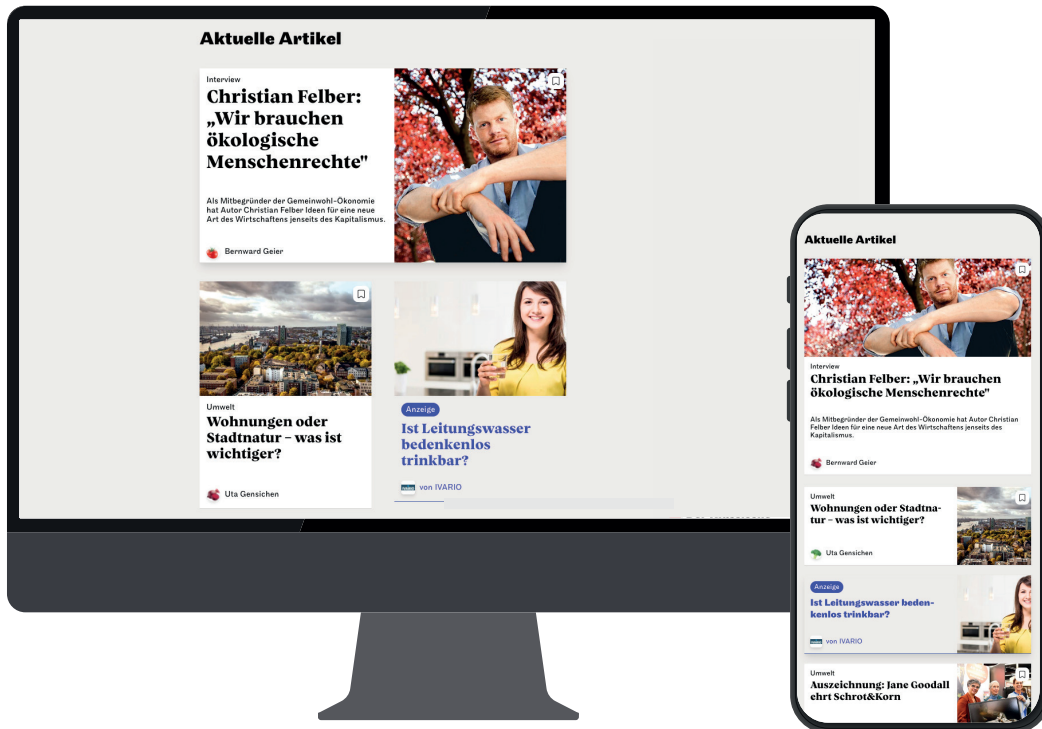 Aktuelle Artikel
Interview
Christian Felber:
„Wir brauchen
ökologische
Menschenrechte"
Als Mitbegründer der Gemeinwohl-Ökonomie
hat Autor Christian Felber Ideen für eine neue
Art des Wirtschaftens jenseits des Kapitalismus.
Bernward Geier
Umwelt
Wohnungen oder
Stadtnatur – was ist
wichtiger?
Uta Gensichen
Anzeige
Ist Leitungswasser
bedenkenlos
trinkbar?
von IVARIO
Aktuelle Artikel
Interview
Christian Felber: „Wir brauchen
ökologische Menschenrechte"
Als Mitbegründer der Gemeinwohl-Ökonomie hat Autor Christian
Felber Ideen für eine neue Art des Wirtschaftens jenseits des
Kapitalismus.
Bernward Geier
Umwelt
Wohnungen oder Stadtna-
tur – was ist wichtiger?
Uta Gensichen
Anzeige
Ist Leitungswasser beden-
kenlos trinkbar?
von IVARIO
Umwelt
Auszeichnung: Jane Goodall
ehrt Schrot&Korn